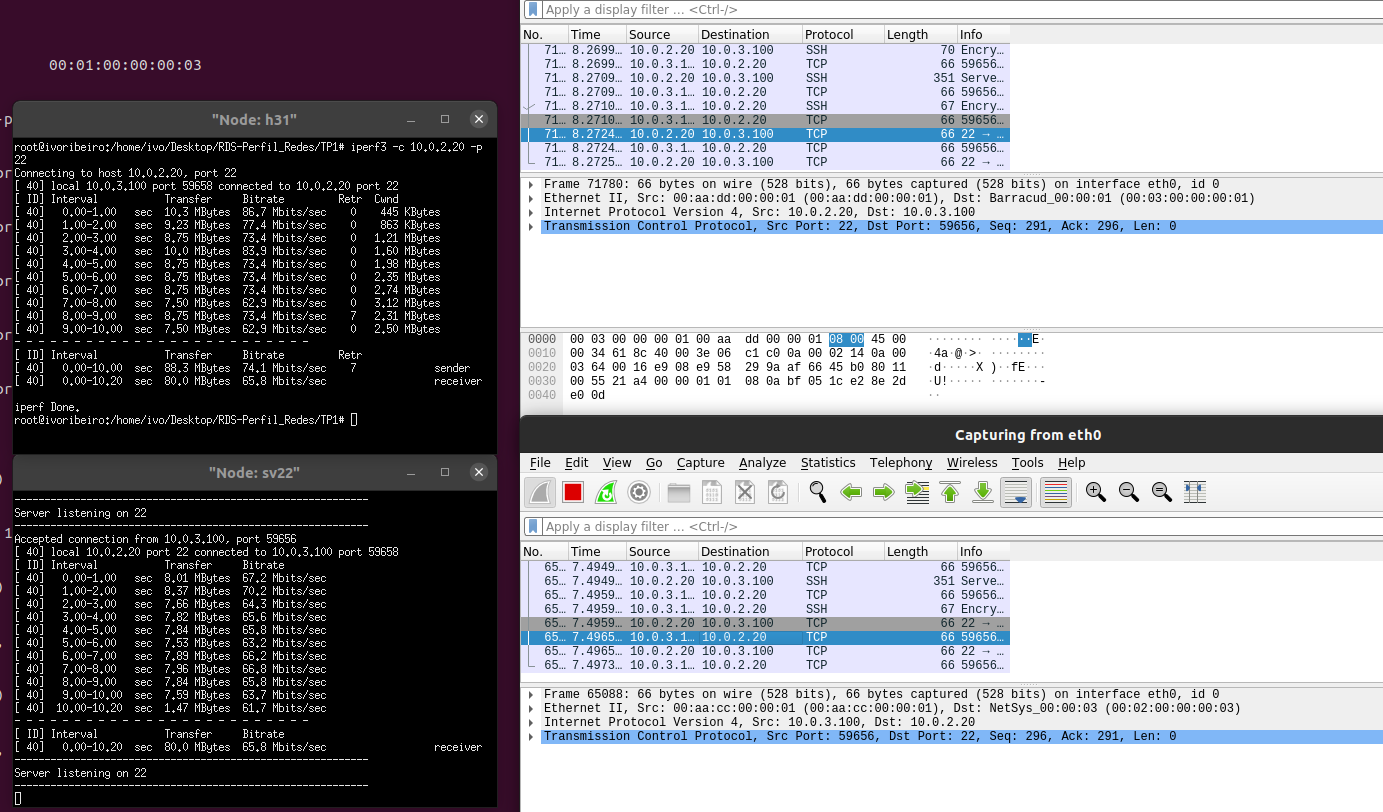 00:01:00:00:00:03
"Node: h31"
root@ivoribeiro:/home/ivo/Desktop/RDS-Perfil_Redes/TP1# iperf3 -c 10.0.2.20 -p
22
Connecting to host 10.0.2.20, port 22
[ 40] local 10.0.3.100 port 59658 connected to 10.0.2.20 port 22
[ ID] Interval Transfer Bitrate Retr Cwnd
[ 40] 0.00-1.00 sec 10.3 MBytes 86.7 Mbits/sec 0 445 KBytes
[ 40] 1.00-2.00 sec 9.23 MBytes 77.4 Mbits/sec 0 863 KBytes
[ 40] 2.00-3.00 sec 8.75 MBytes 73.4 Mbits/sec 0 1.21 MBytes
[ 40] 3.00-4.00 sec 10.0 MBytes 83.9 Mbits/sec 0 1.60 MBytes
[ 40] 4.00-5.00 sec 8.75 MBytes 73.4 Mbits/sec 0 1.98 MBytes
[ 40] 5.00-6.00 sec 8.75 MBytes 73.4 Mbits/sec 0 2.35 MBytes
[ 40] 6.00-7.00 sec 8.75 MBytes 73.4 Mbits/sec 0 2.74 MBytes
[ 40] 7.00-8.00 sec 7.50 MBytes 62.9 Mbits/sec 0 3.12 MBytes
[ 40] 8.00-9.00 sec 8.75 MBytes 73.4 Mbits/sec 7 2.31 MBytes
[ 40] 9.00-10.00 sec 7.50 MBytes 62.9 Mbits/sec 0 2.50 MBytes
- - - - - - - - - - - - - - - - - - - - - - - - -
[ ID] Interval Transfer Bitrate Retr
[ 40] 0.00-10.00 sec 88.3 MBytes 74.1 Mbits/sec 7 sender
[ 40] 0.00-10.20 sec 80.0 MBytes 65.8 Mbits/sec receiver
iperf Done.
root@ivoribeiro:/home/ivo/Desktop/RDS-Perfil_Redes/TP1#
"Node: sv22"
-----------------------------------------------------------
Server listening on 22
-----------------------------------------------------------
Accepted connection from 10.0.3.100, port 59656
[ 40] local 10.0.2.20 port 22 connected to 10.0.3.100 port 59658
[ ID] Interval Transfer Bitrate
[ 40] 0.00-1.00 sec 8.01 MBytes 67.2 Mbits/sec
[ 40] 1.00-2.00 sec 8.37 MBytes 70.2 Mbits/sec
[ 40] 2.00-3.00 sec 7.66 MBytes 64.3 Mbits/sec
[ 40] 3.00-4.00 sec 7.82 MBytes 65.6 Mbits/sec
[ 40] 4.00-5.00 sec 7.84 MBytes 65.8 Mbits/sec
[ 40] 5.00-6.00 sec 7.53 MBytes 63.2 Mbits/sec
[ 40] 6.00-7.00 sec 7.89 MBytes 66.2 Mbits/sec
[ 40] 7.00-8.00 sec 7.96 MBytes 66.8 Mbits/sec
[ 40] 8.00-9.00 sec 7.84 MBytes 65.8 Mbits/sec
[ 40] 9.00-10.00 sec 7.59 MBytes 63.7 Mbits/sec
[ 40] 10.00-10.20 sec 1.47 MBytes 61.7 Mbits/sec
- - - - - - - - - - - - - - - - - - - - - - - - -
[ ID] Interval Transfer Bitrate
[ 40] 0.00-10.20 sec 80.0 MBytes 65.8 Mbits/sec receiver
-----------------------------------------------------------
Server listening on 22
-----------------------------------------------------------
Apply a display filter ... <Ctrl-/>
No. Time Source Destination Protocol Length Info
71... 8.2699... 10.0.2.20 10.0.3.100 SSH 70 Encry...
71... 8.2699... 10.0.3.1... 10.0.2.20 TCP 66 59656...
71... 8.2709... 10.0.2.20 10.0.3.100 SSH 351 Serve...
71... 8.2709... 10.0.3.1... 10.0.2.20 TCP 66 59656...
71... 8.2710... 10.0.3.1... 10.0.2.20 SSH 67 Encry...
71... 8.2710... 10.0.3.1... 10.0.2.20 TCP 66 59656...
71... 8.2724... 10.0.2.20 10.0.3.100 TCP 66 22 → ...
71... 8.2724... 10.0.3.1... 10.0.2.20 TCP 66 59656...
71... 8.2725... 10.0.2.20 10.0.3.100 TCP 66 22 → ...
Frame 71780: 66 bytes on wire (528 bits), 66 bytes captured (528 bits) on interface eth0, id 0
Ethernet II, Src: 00:aa:dd:00:00:01 (00:aa:dd:00:00:01), Dst: Barracud_00:00:01 (00:03:00:00:00:01)
Internet Protocol Version 4, Src: 10.0.2.20, Dst: 10.0.3.100
Transmission Control Protocol, Src Port: 22, Dst Port: 59656, Seq: 291, Ack: 296, Len: 0
0000 00 03 00 00 00 01 00 aa dd 00 00 01 08 00 45 00 ········ ······E·
0010 00 34 61 8c 40 00 3e 06 c1 c0 0a 00 02 14 0a 00 ·4a·@·>· ········
0020 03 64 00 16 e9 08 e9 58 29 9a af 66 45 b0 80 11 ·d·····X )··fE···
0030 00 55 21 a4 00 00 01 01 08 0a bf 05 1c e2 8e 2d ·U!····· ·······-
0040 e0 0d ··
Capturing from eth0
File Edit View Go Capture Analyze Statistics Telephony Wireless Tools Help
Apply a display filter ... <Ctrl-/>
No. Time Source Destination Protocol Length Info
65... 7.4949... 10.0.3.1... 10.0.2.20 TCP 66 59656...
65... 7.4949... 10.0.2.20 10.0.3.100 SSH 351 Serve...
65... 7.4959... 10.0.3.1... 10.0.2.20 TCP 66 59656...
65... 7.4959... 10.0.3.1... 10.0.2.20 SSH 67 Encry...
65... 7.4959... 10.0.2.20 10.0.3.100 TCP 66 22 → ...
65... 7.4965... 10.0.3.1... 10.0.2.20 TCP 66 59656...
65... 7.4965... 10.0.2.20 10.0.3.100 TCP 66 22 → ...
65... 7.4973... 10.0.3.1... 10.0.2.20 TCP 66 59656...
Frame 65088: 66 bytes on wire (528 bits), 66 bytes captured (528 bits) on interface eth0, id 0
Ethernet II, Src: 00:aa:cc:00:00:01 (00:aa:cc:00:00:01), Dst: NetSys_00:00:03 (00:02:00:00:00:03)
Internet Protocol Version 4, Src: 10.0.3.100, Dst: 10.0.2.20
Transmission Control Protocol, Src Port: 59656, Dst Port: 22, Seq: 296, Ack: 291, Len: 0